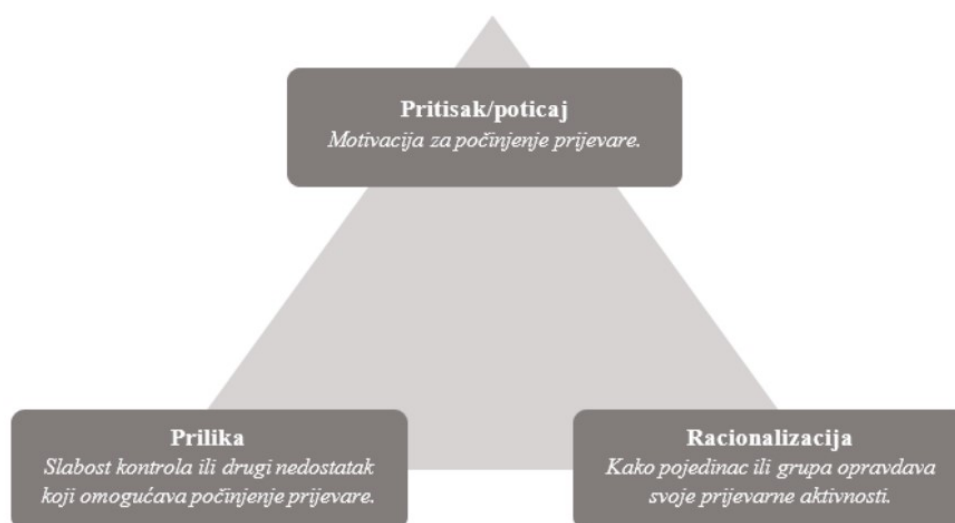 Pritisak/poticaj
Motivacija za počinjenje prijevare.
Prilika
Slabost kontrola ili drugi nedostatak
koji omogućava počinjenje prijevare.
Racionalizacija
Kako pojedinac ili grupa opravdava
svoje prijevarne aktivnosti.